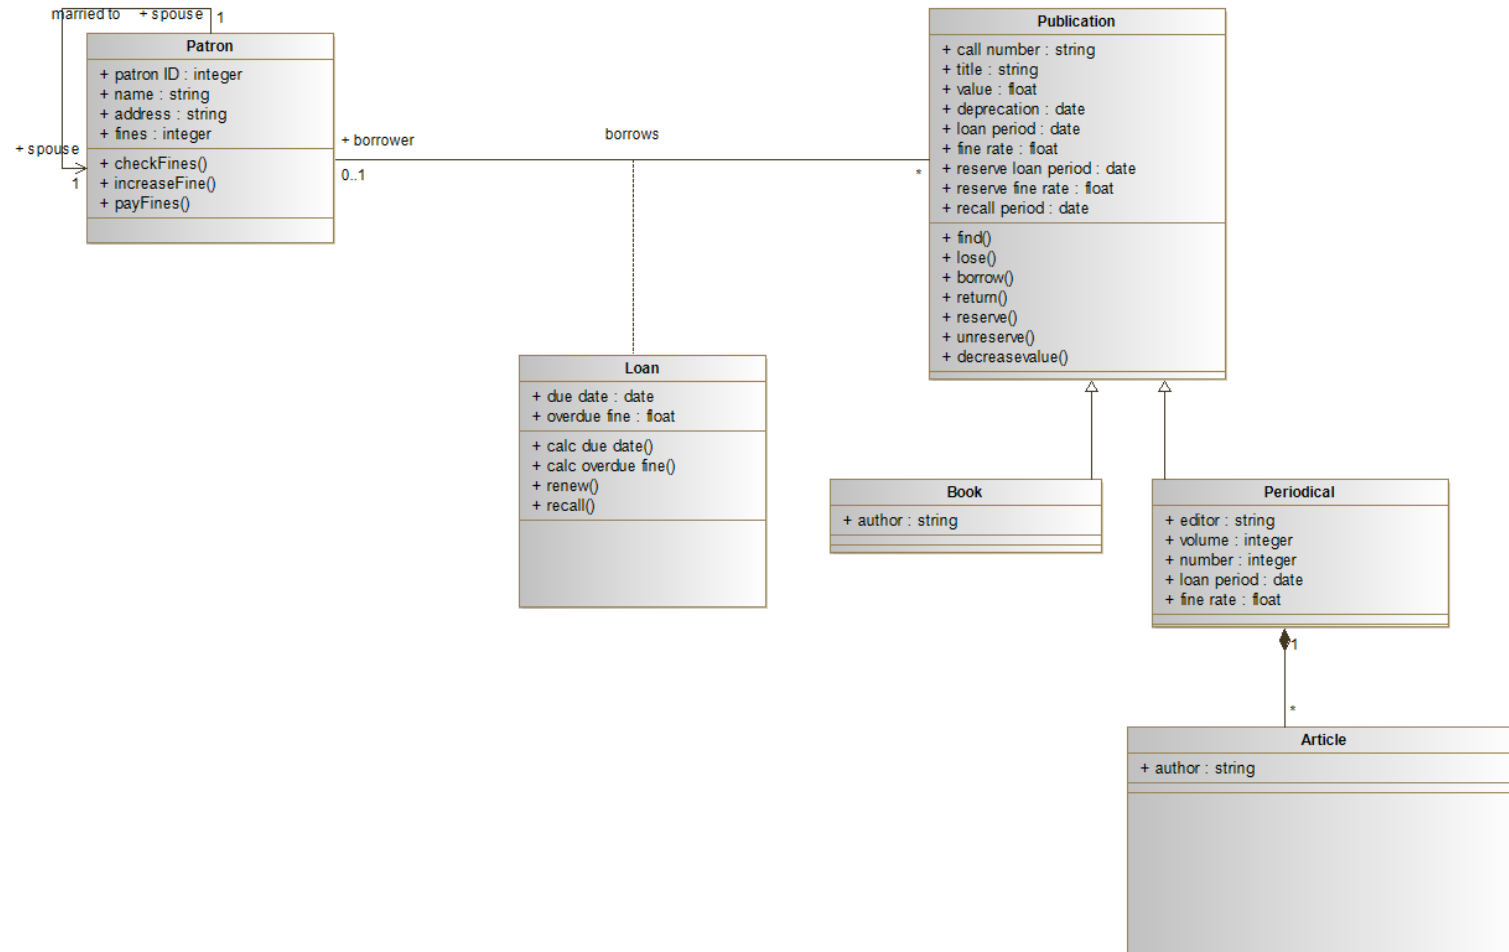 married to + spouse 1
Patron
+ patron ID : integer
+ name : string
+ address : string
+ fines : integer
+ checkFines()
+ increaseFine()
+ payFines()
+ spouse
1
+ borrower
0..1
borrows
*
Publication
+ call number : string
+ title : string
+ value : float
+ deprecation : date
+ loan period : date
+ fine rate : float
+ reserve loan period : date
+ reserve fine rate : float
+ recall period : date
+ find()
+ lose()
+ borrow()
+ return()
+ reserve()
+ unreserve()
+ decreasevalue()
Loan
+ due date : date
+ overdue fine : float
+ calc due date()
+ calc overdue fine()
+ renew()
+ recall()
Book
+ author : string
Periodical
+ editor : string
+ volume : integer
+ number : integer
+ loan period : date
+ fine rate : float
1
*
Article
+ author : string